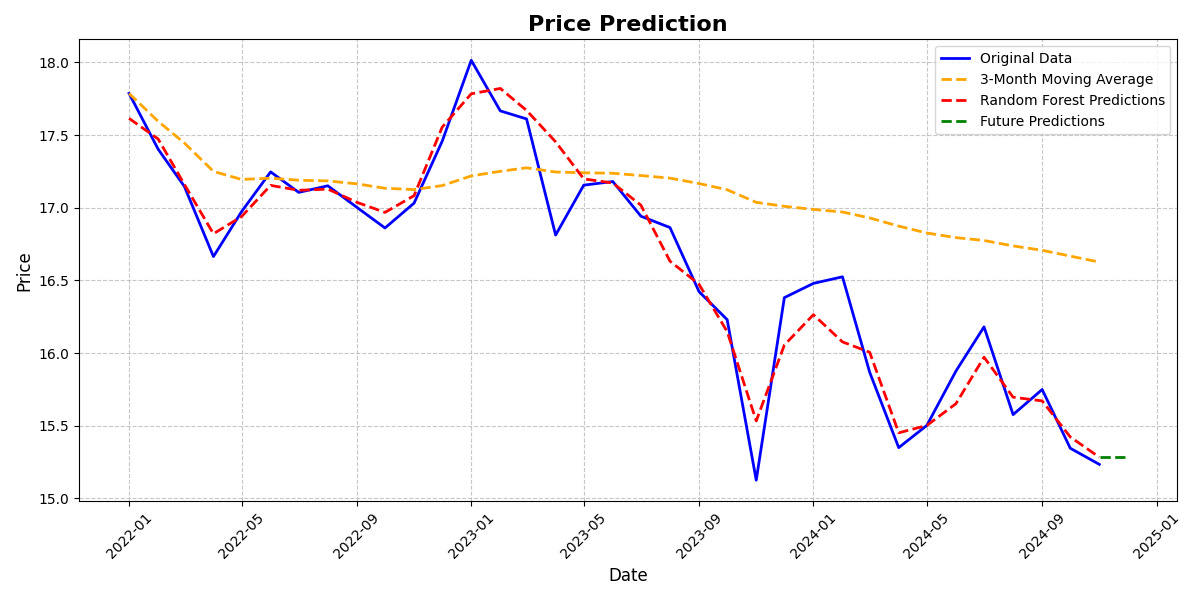 Price Prediction
Original Data
3-Month Moving Average
Random Forest Predictions
Future Predictions
18.0
17.5
17.0
16.5
16.0
15.5
15.0
Price
2022-01
2022-05
2022-09
2023-01
2023-05
2023-09
2024-01
2024-05
2024-09
2025-01
Date